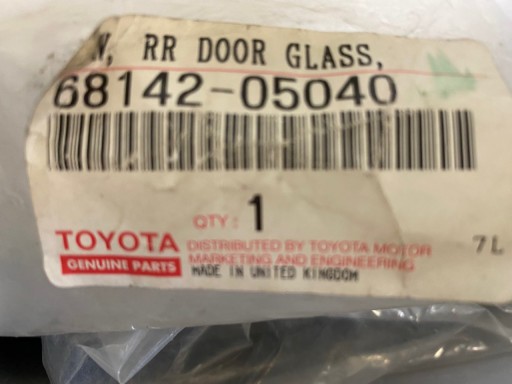 RR DOOR GLASS,
68142-05040
QTY: 1
TOYOTA
GENUINE PARTS
DISTRIBUTED BY TOYOTA MOTOR
MARKETING AND ENGINEERING
MADE IN UNITED KINGDOM
7L